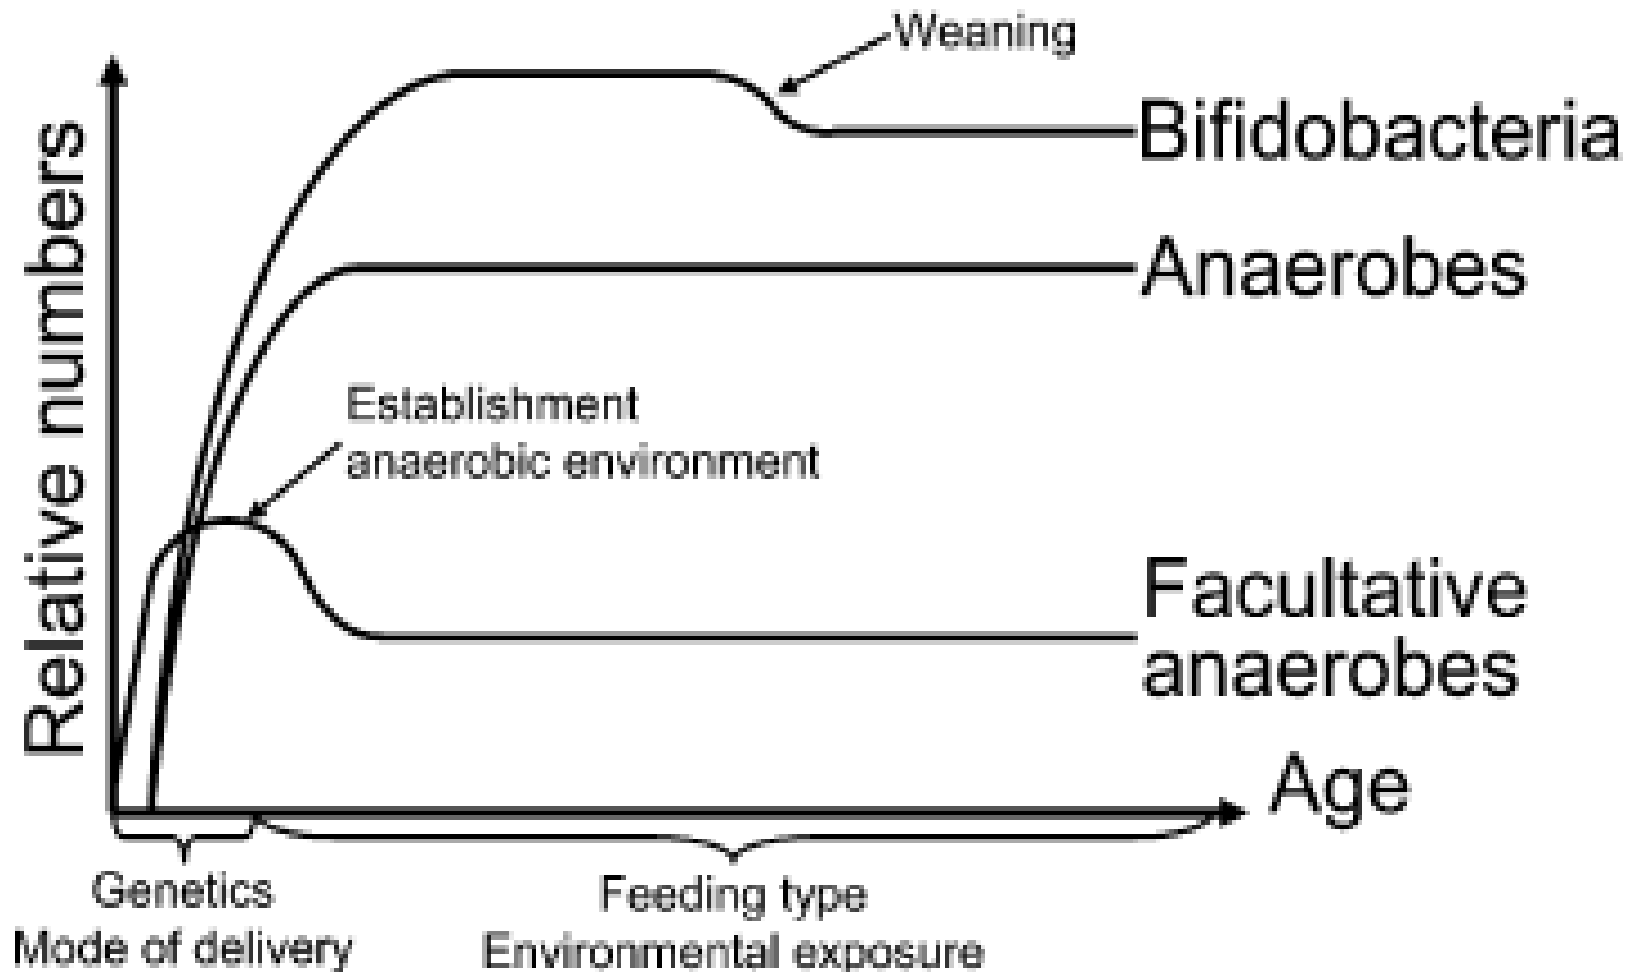 Weaning
Bifidobacteria
Relative numbers
Anaerobes
Establishment
anaerobic environment
Facultative
anaerobes
Age
Genetics
Mode of delivery
Feeding type
Environmental exposure